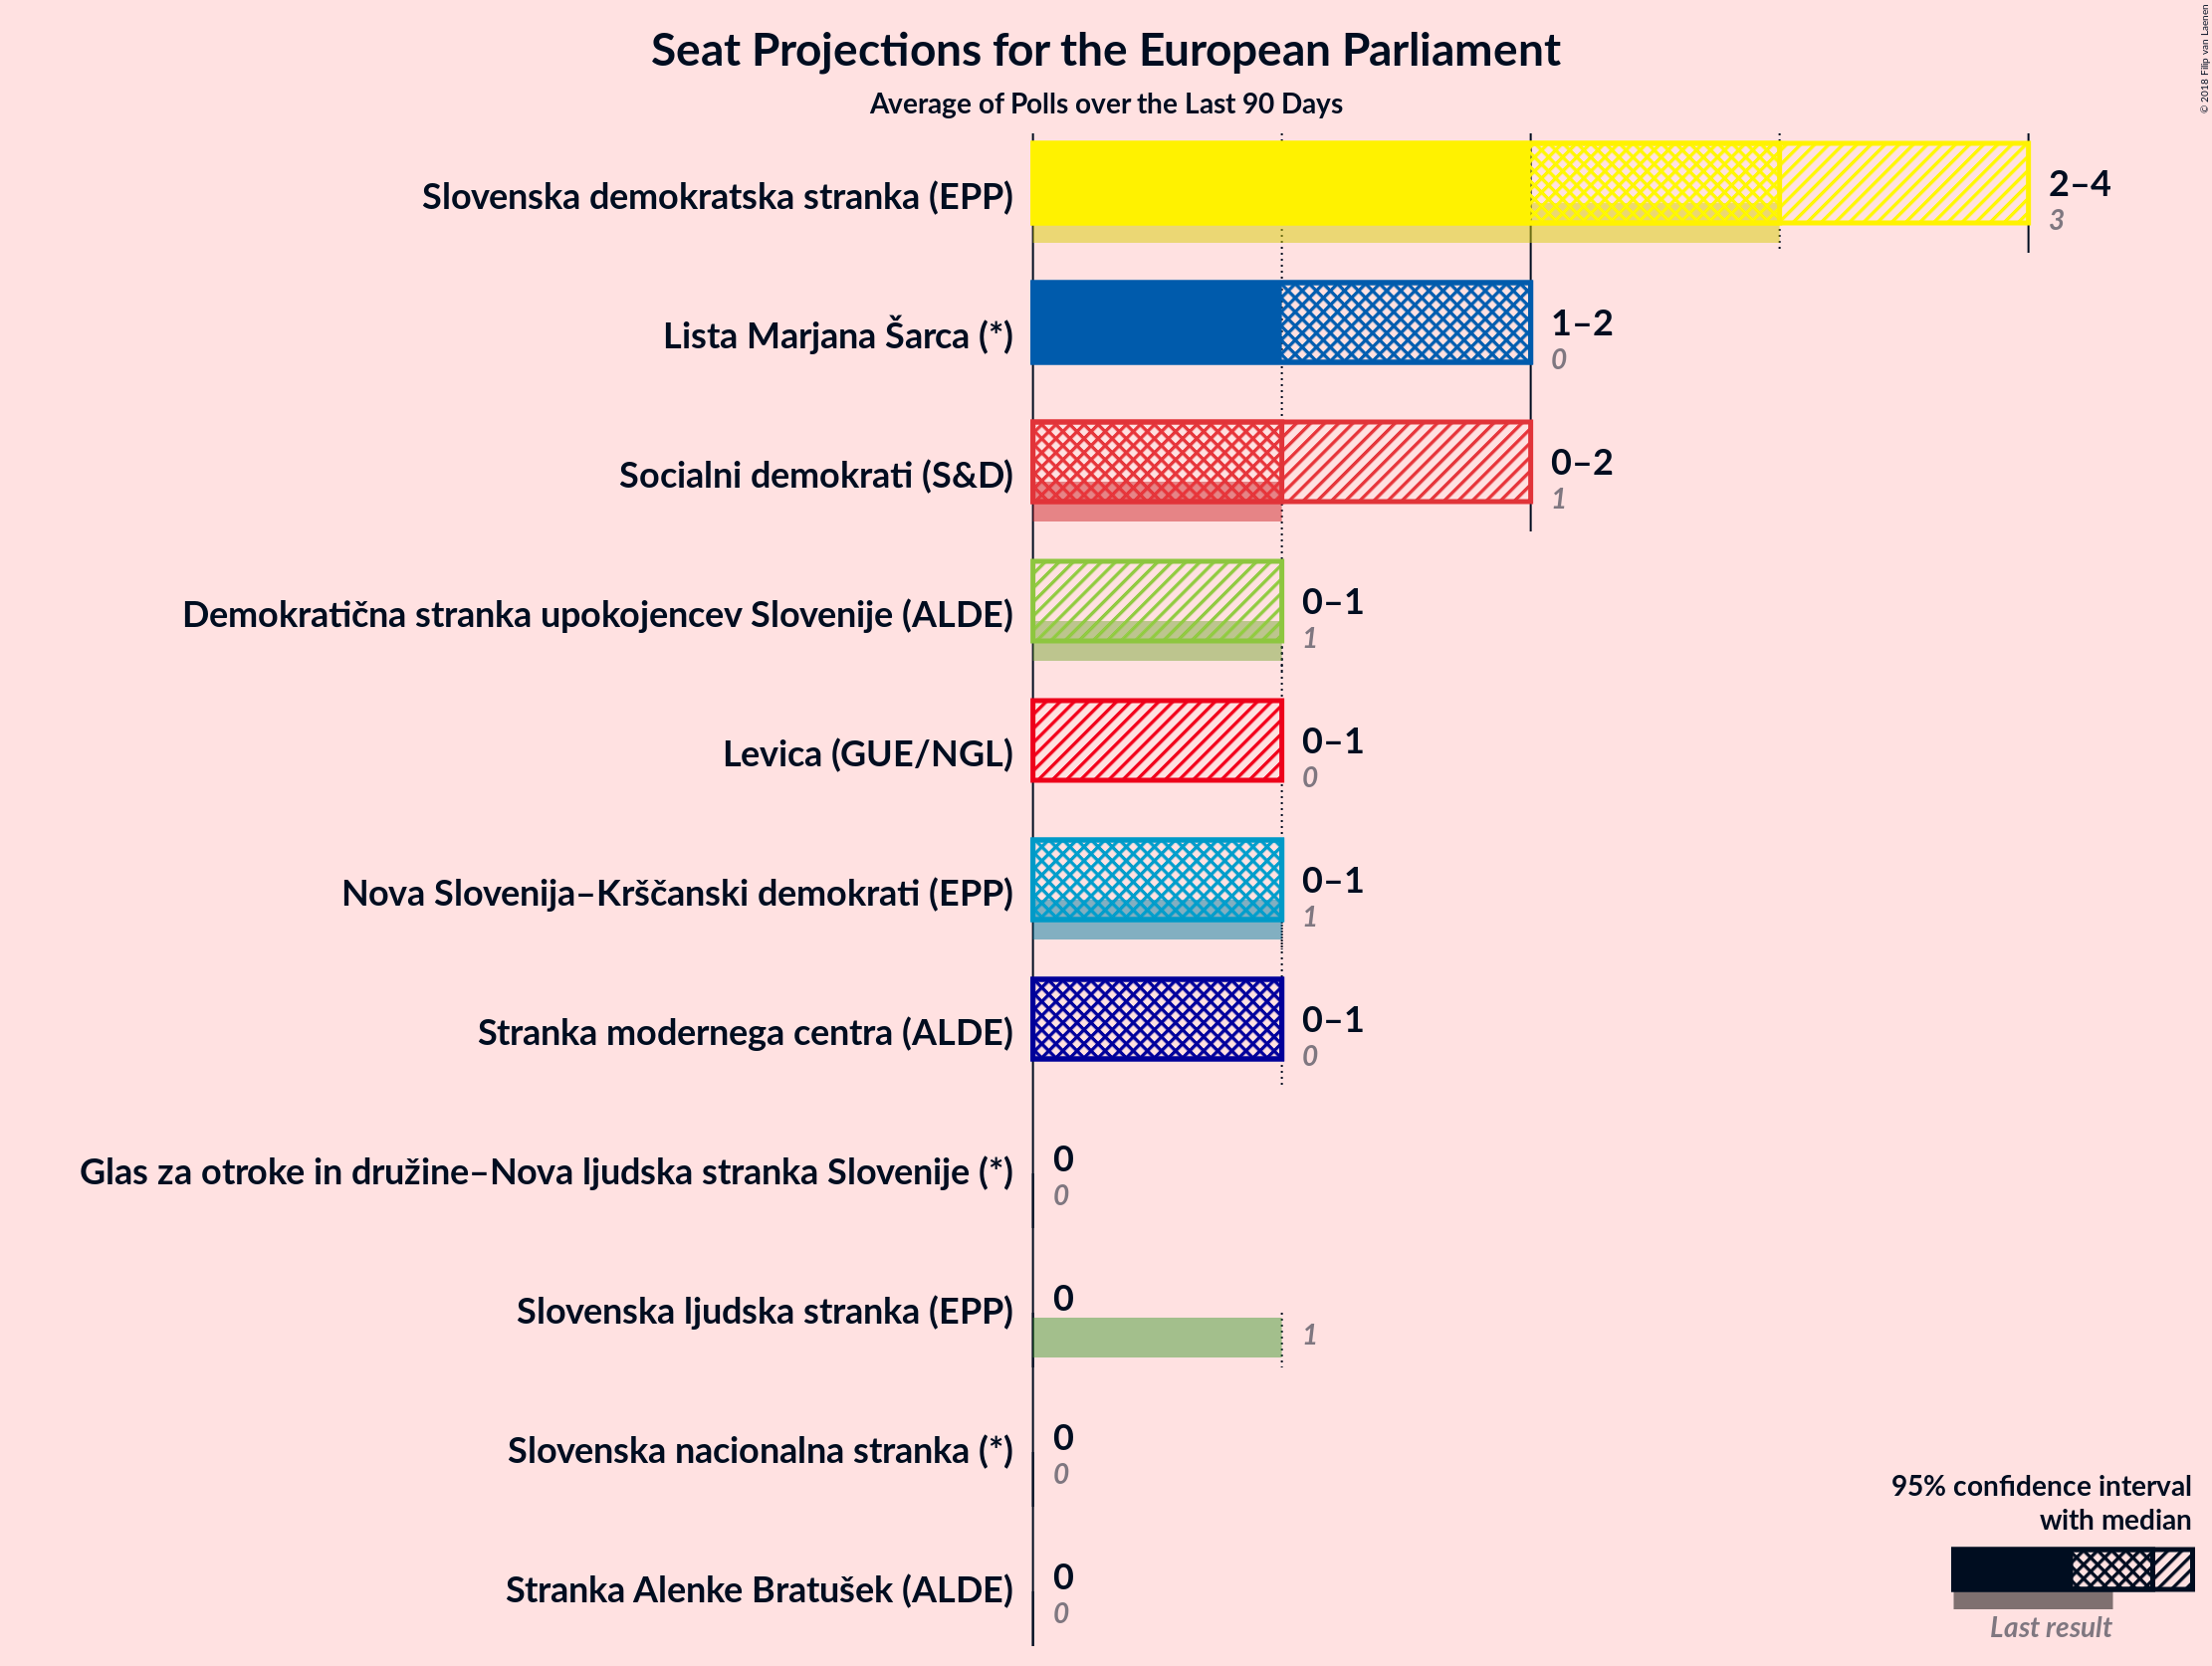 Seat Projections for the European Parliament
Average of Polls over the Last 90 Days
© 2018 Filip van Laenen
Slovenska demokratska stranka (EPP)
2–4
3
Lista Marjana Šarca (*)
1–2
0
Socialni demokrati (S&D)
0–2
1
Demokratična stranka upokojencev Slovenije (ALDE)
0–1
1
Levica (GUE/NGL)
0–1
0
Nova Slovenija–Krščanski demokrati (EPP)
0–1
1
Stranka modernega centra (ALDE)
0–1
0
Glas za otroke in družine–Nova ljudska stranka Slovenije (*)
0
0
Slovenska ljudska stranka (EPP)
0
1
Slovenska nacionalna stranka (*)
0
0
Stranka Alenke Bratušek (ALDE)
0
0
95% confidence interval
with median
Last result